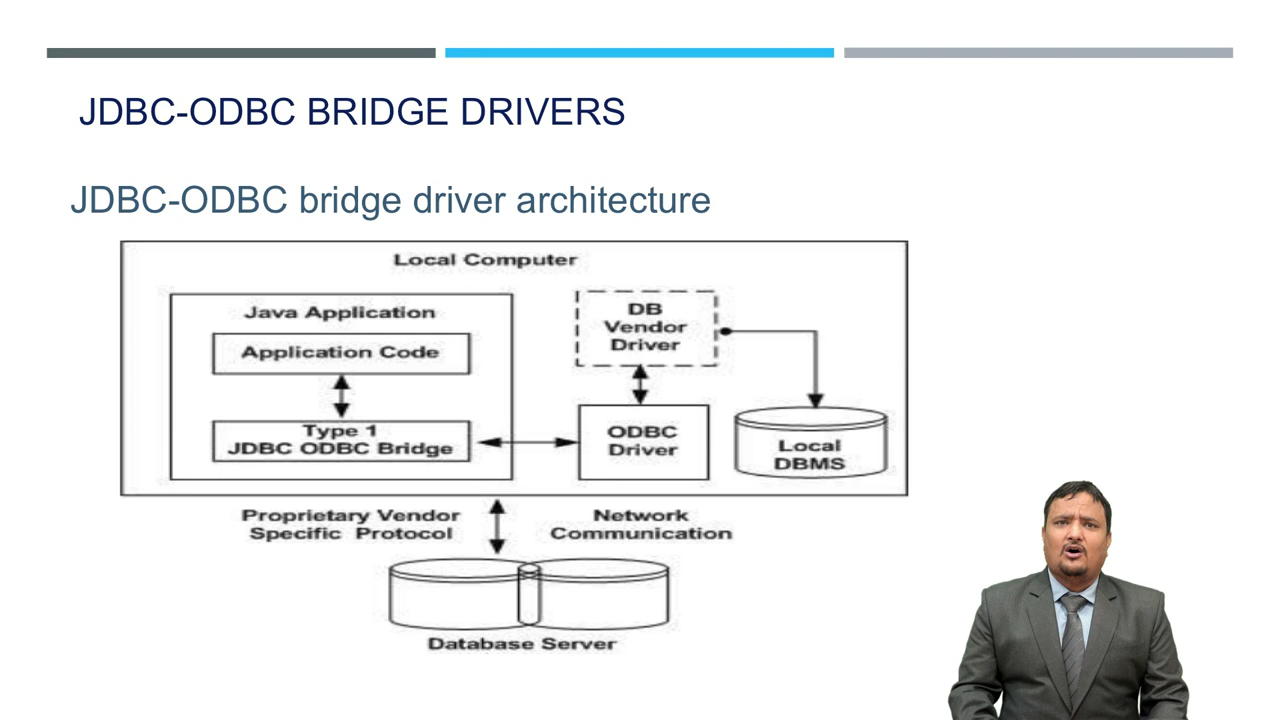 JDBC-ODBC BRIDGE DRIVERS
JDBC-ODBC bridge driver architecture
Local Computer
Java Application
Application Code
Type 1
JDBC ODBC Bridge
DB
Vendor
Driver
ODBC
Driver
Local
DBMS
Proprietary Vendor
Specific Protocol
Network
Communication
Database Server